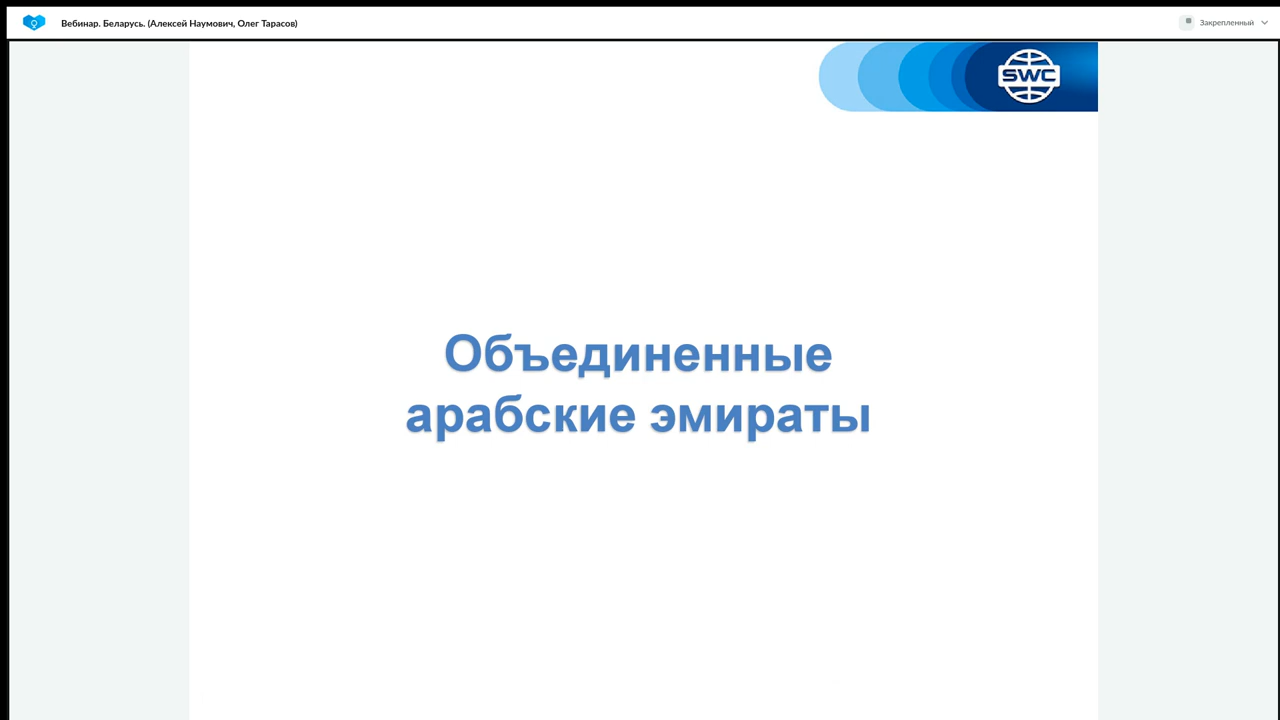 Вебинар. Беларусь. (Алексей Наумович, Олег Тарасов)
Закрепленный
SWC
Объединенные
арабские эмираты